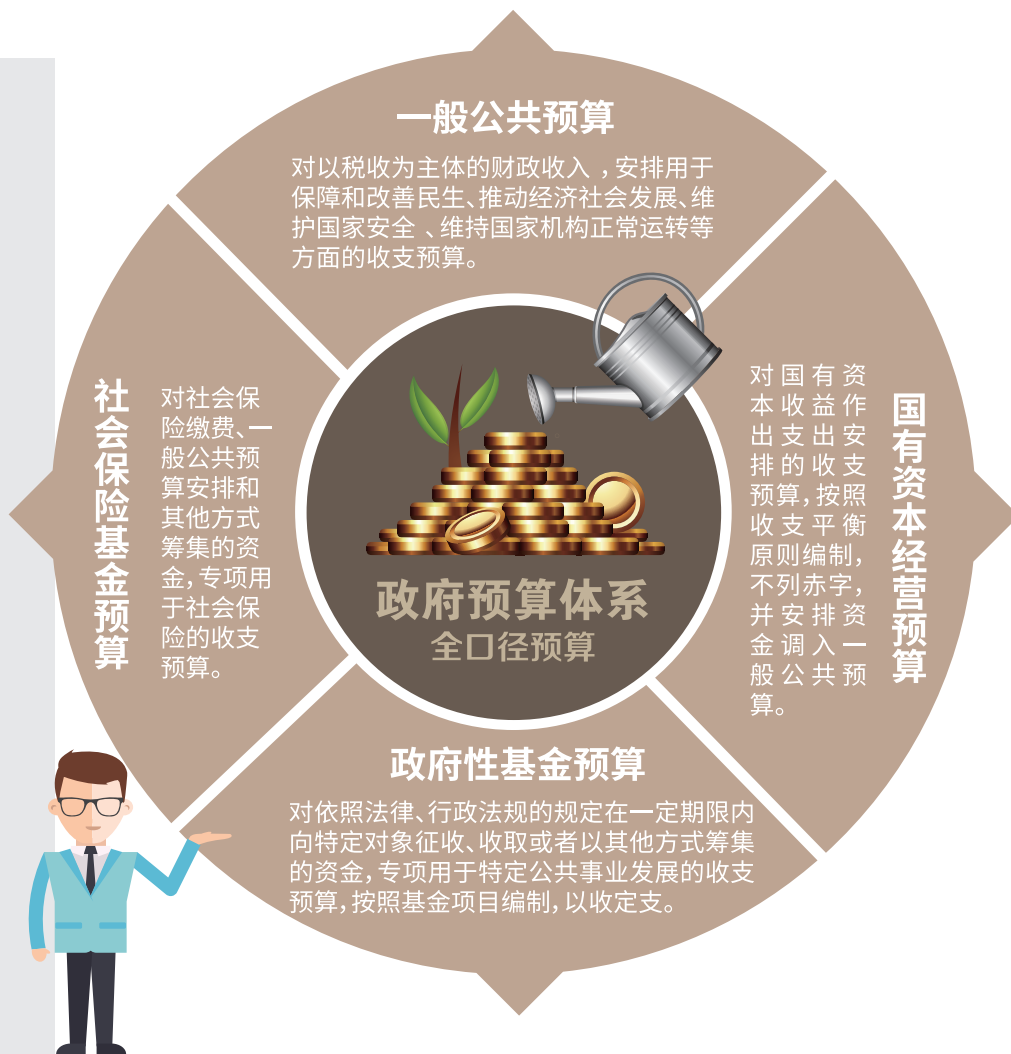 一般公共预算
对以税收为主体的财政收入，安排用于
保障和改善民生、推动经济社会发展、维
护国家安全、维持国家机构正常运转等
方面的收支预算。
社会保险基金预算
对社会保
险缴费、一
般公共预
算安排和
其他方式
筹集的资
金，专项用
于社会保
险的收支
预算。
政府预算体系
全口径预算
国有资本经营预算
对国有资
本收益作
出支出安
排的收支
预算，按照
收支平衡
原则编制，
不列赤字，
并安排资
金调入一
般公共预
算。
政府性基金预算
对依照法律、行政法规的规定在一定期限内
向特定对象征收、收取或者以其他方式筹集
的资金，专项用于特定公共事业发展的收支
预算，按照基金项目编制，以收定支。